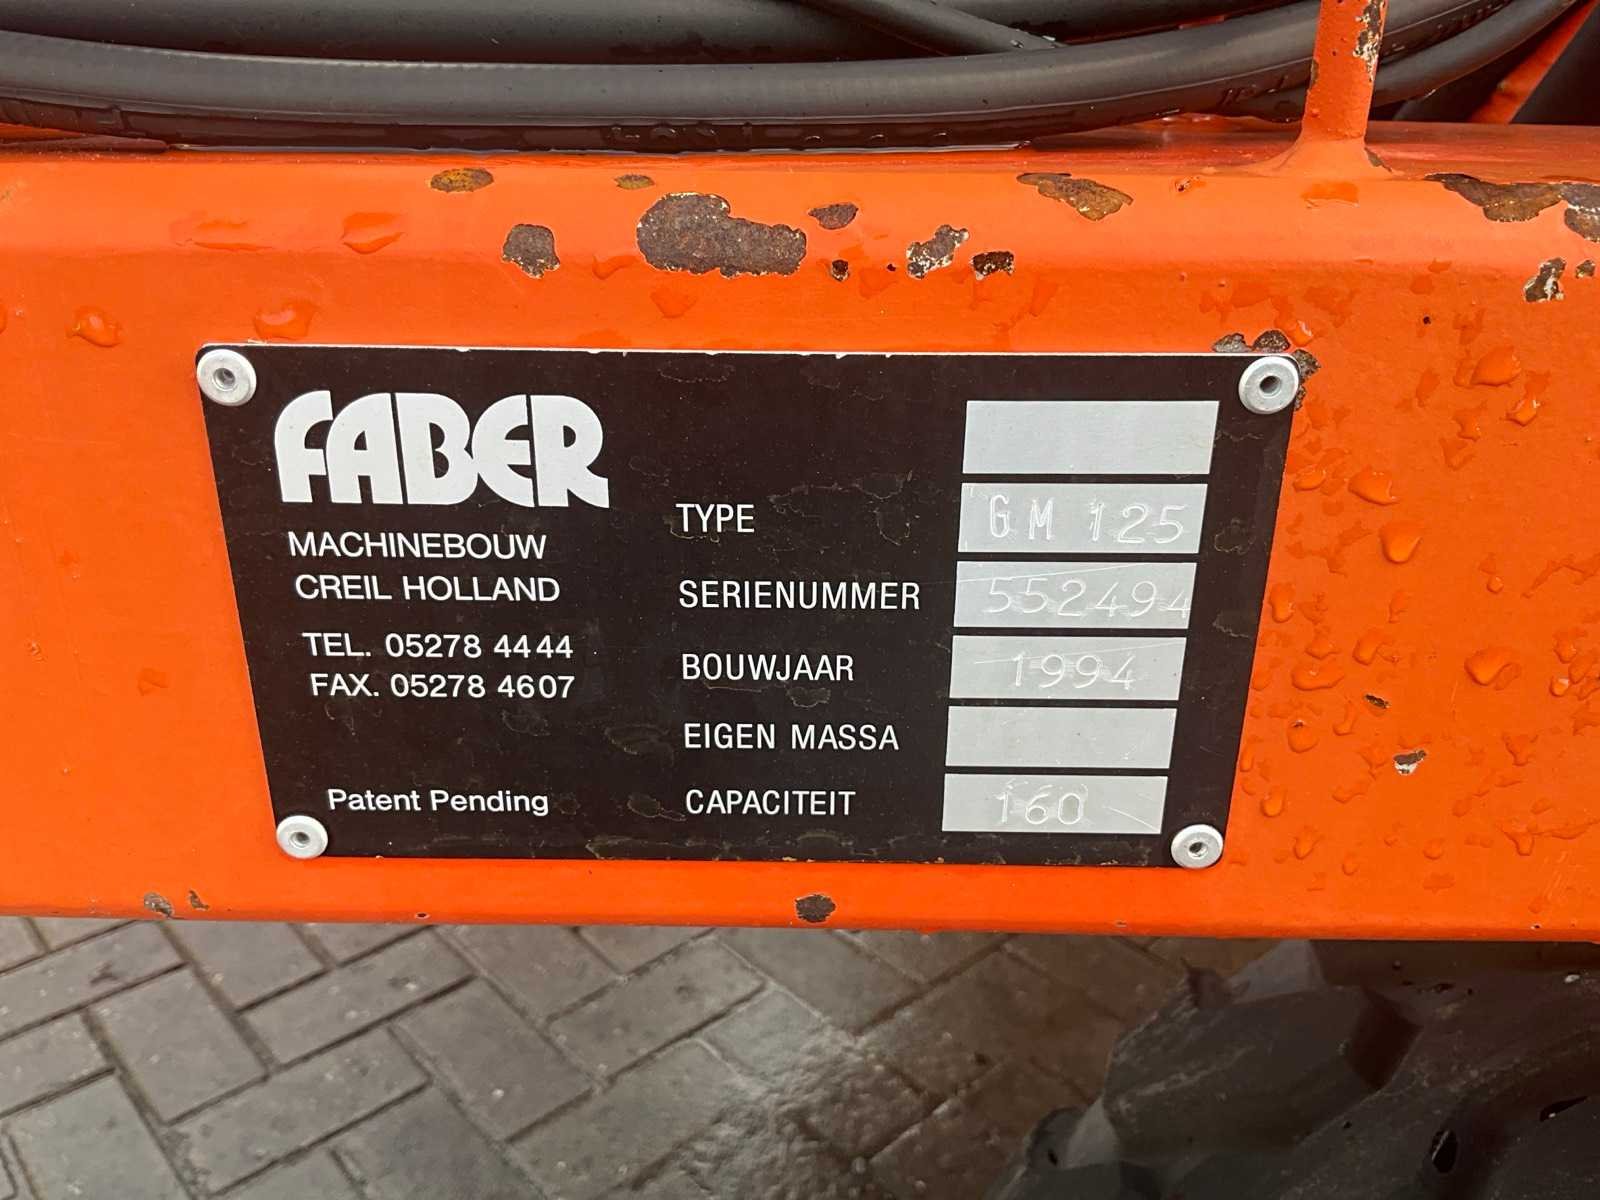 FABER
MACHINEBOUW
CREIL HOLLAND
TEL. 05278 4444
FAX. 05278 4607
Patent Pending
TYPE GM 125
SERIENUMMER 552494
BOUWJAAR 1994
EIGEN MASSA
CAPACITEIT 160